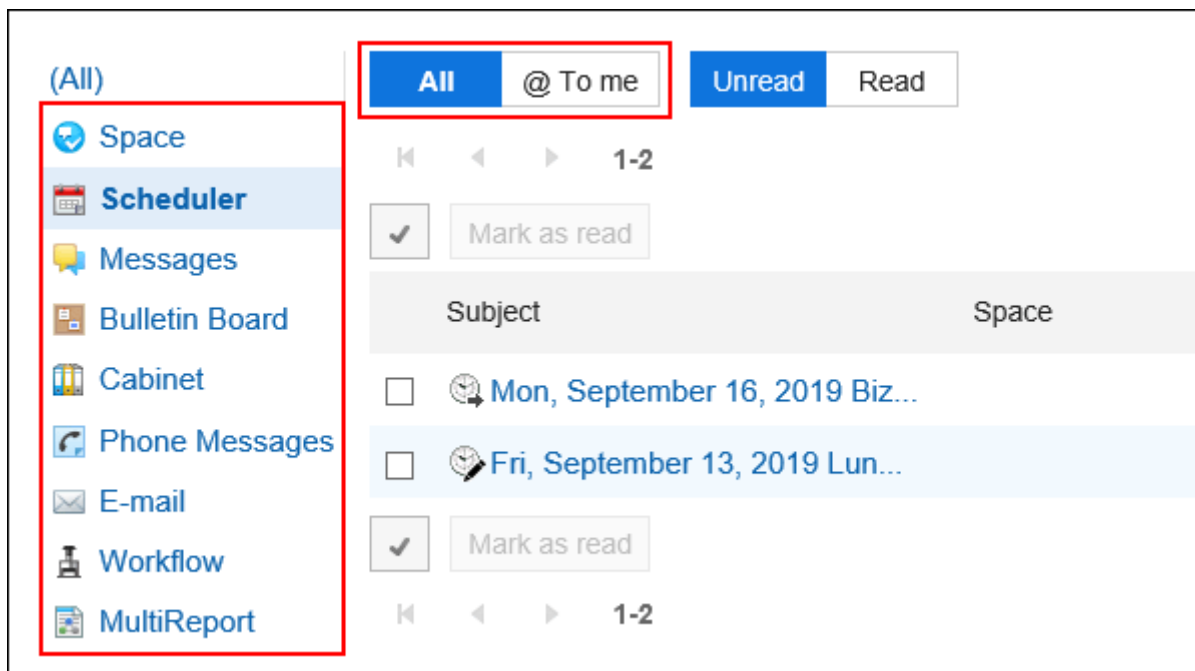 (All)
Space
Scheduler
Messages
Bulletin Board
Cabinet
Phone Messages
E-mail
Workflow
MultiReport
All @ To me Unread Read
1-2
Mark as read
Subject Space
Mon, September 16, 2019 Biz...
Fri, September 13, 2019 Lun...
Mark as read
1-2